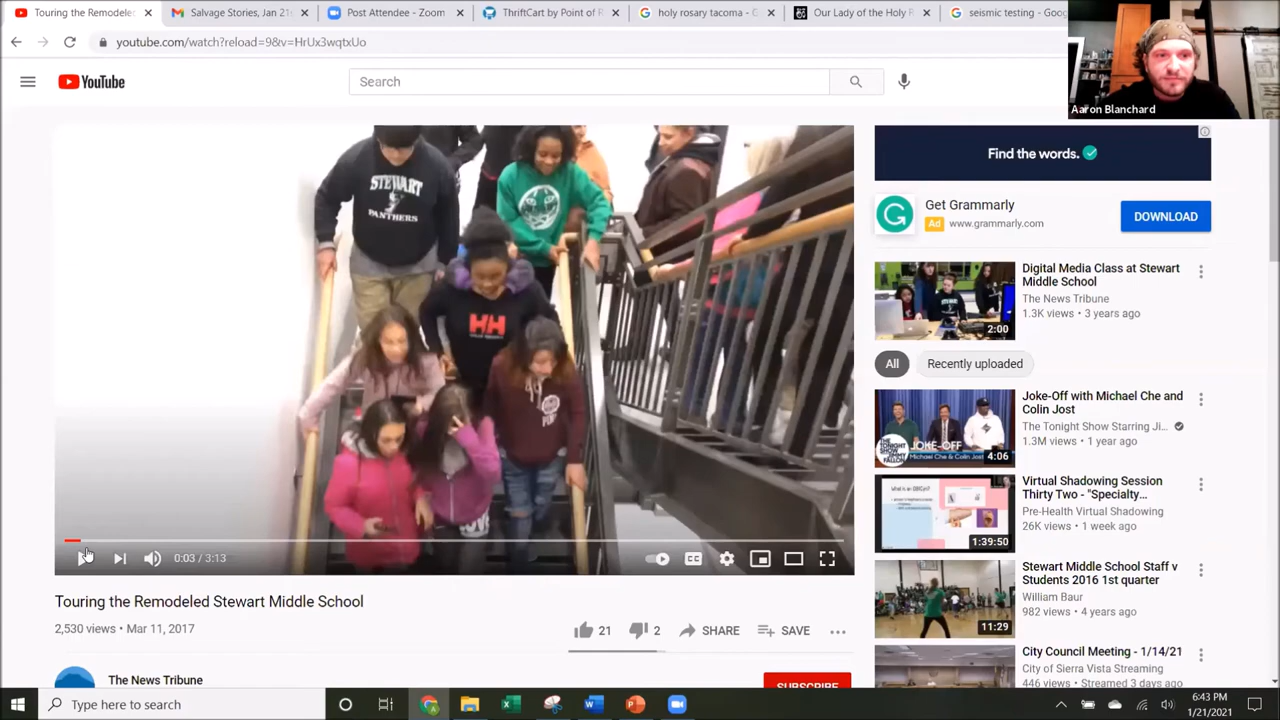 Touring the Remodele
Salvage Stories, Jan 21
Post Attendee - Zoom
ThriftCart by Point of
holy rosary tacoma - G
Our Lady of the Holy R
seismic testing - Goog
youtube.com/watch?reload=9&v=HrUx3wqtxUo
Aaron Blanchard
YouTube
Search
STEWART
PANTHERS
HH
Find the words.
Get Grammarly
Ad www.grammarly.com
DOWNLOAD
Digital Media Class at Stewart
Middle School
The News Tribune
1.3K views • 3 years ago
2:00
All
Recently uploaded
Joke-Off with Michael Che and
Colin Jost
The Tonight Show Starring Ji...
1.3M views • 1 year ago
JOKE-OFF
Michael Che & Colin Jost
4:06
Virtual Shadowing Session
Thirty Two - "Specialty...
Pre-Health Virtual Shadowing
26K views • 1 week ago
1:39:50
Stewart Middle School Staff v
Students 2016 1st quarter
William Baur
982 views • 4 years ago
11:29
City Council Meeting - 1/14/21
City of Sierra Vista Streaming
446 views • Streamed 3 days ago
0:03 / 3:13
CC
Touring the Remodeled Stewart Middle School
2,530 views • Mar 11, 2017
21
2
SHARE
SAVE
The News Tribune
SUBSCRIBE
Type here to search
6:43 PM
1/21/2021